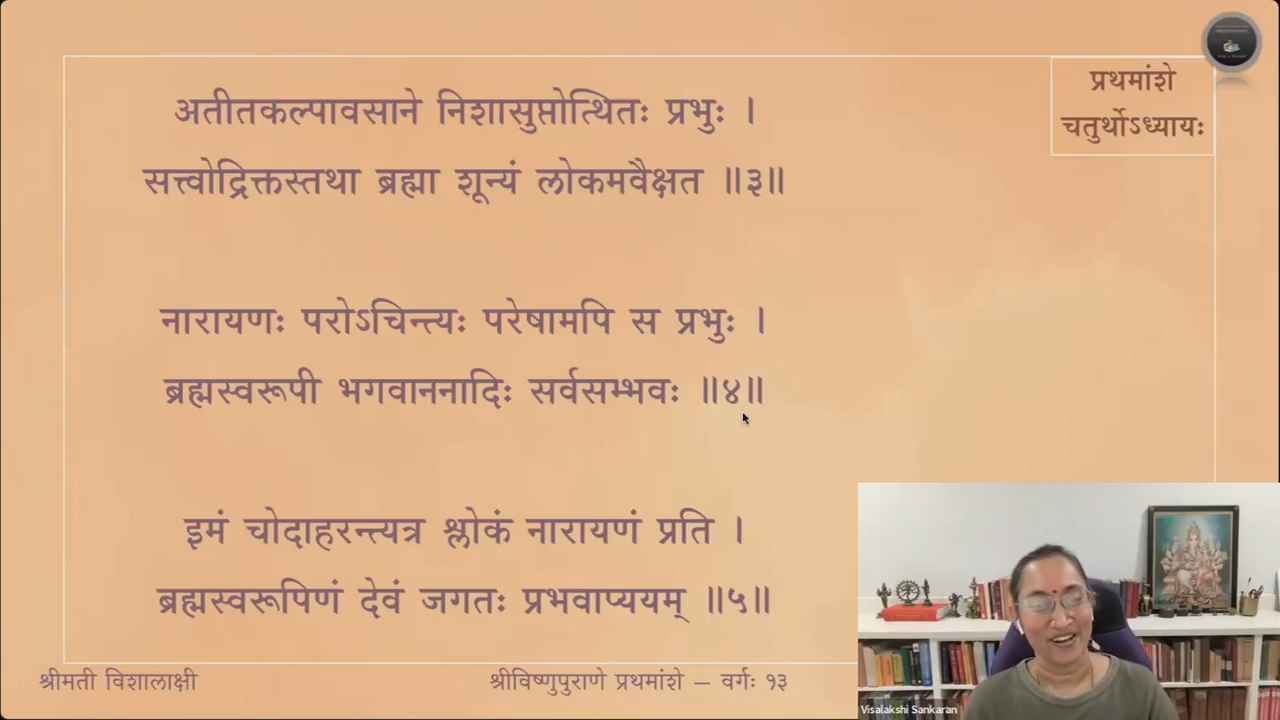 प्रथमांशे
चतुर्थोऽध्यायः
अतीतकल्पावसाने निशासुप्तोत्थितः प्रभुः ।
सत्त्वोद्रिक्तस्तथा ब्रह्मा शून्यं लोकमवैक्षत ॥३॥
नारायणः परोऽचिन्त्यः परेषामपि स प्रभुः ।
ब्रह्मस्वरूपी भगवाननादिः सर्वसम्भवः ॥४॥
इमं चोदाहरन्त्यत्र श्लोकं नारायणं प्रति ।
ब्रह्मस्वरूपिणं देवं जगतः प्रभवाप्ययम् ॥५॥
श्रीमती विशालाक्षी
श्रीविष्णुपुराणे प्रथमांशे – वर्गः १३
Visalakshi Sankaran